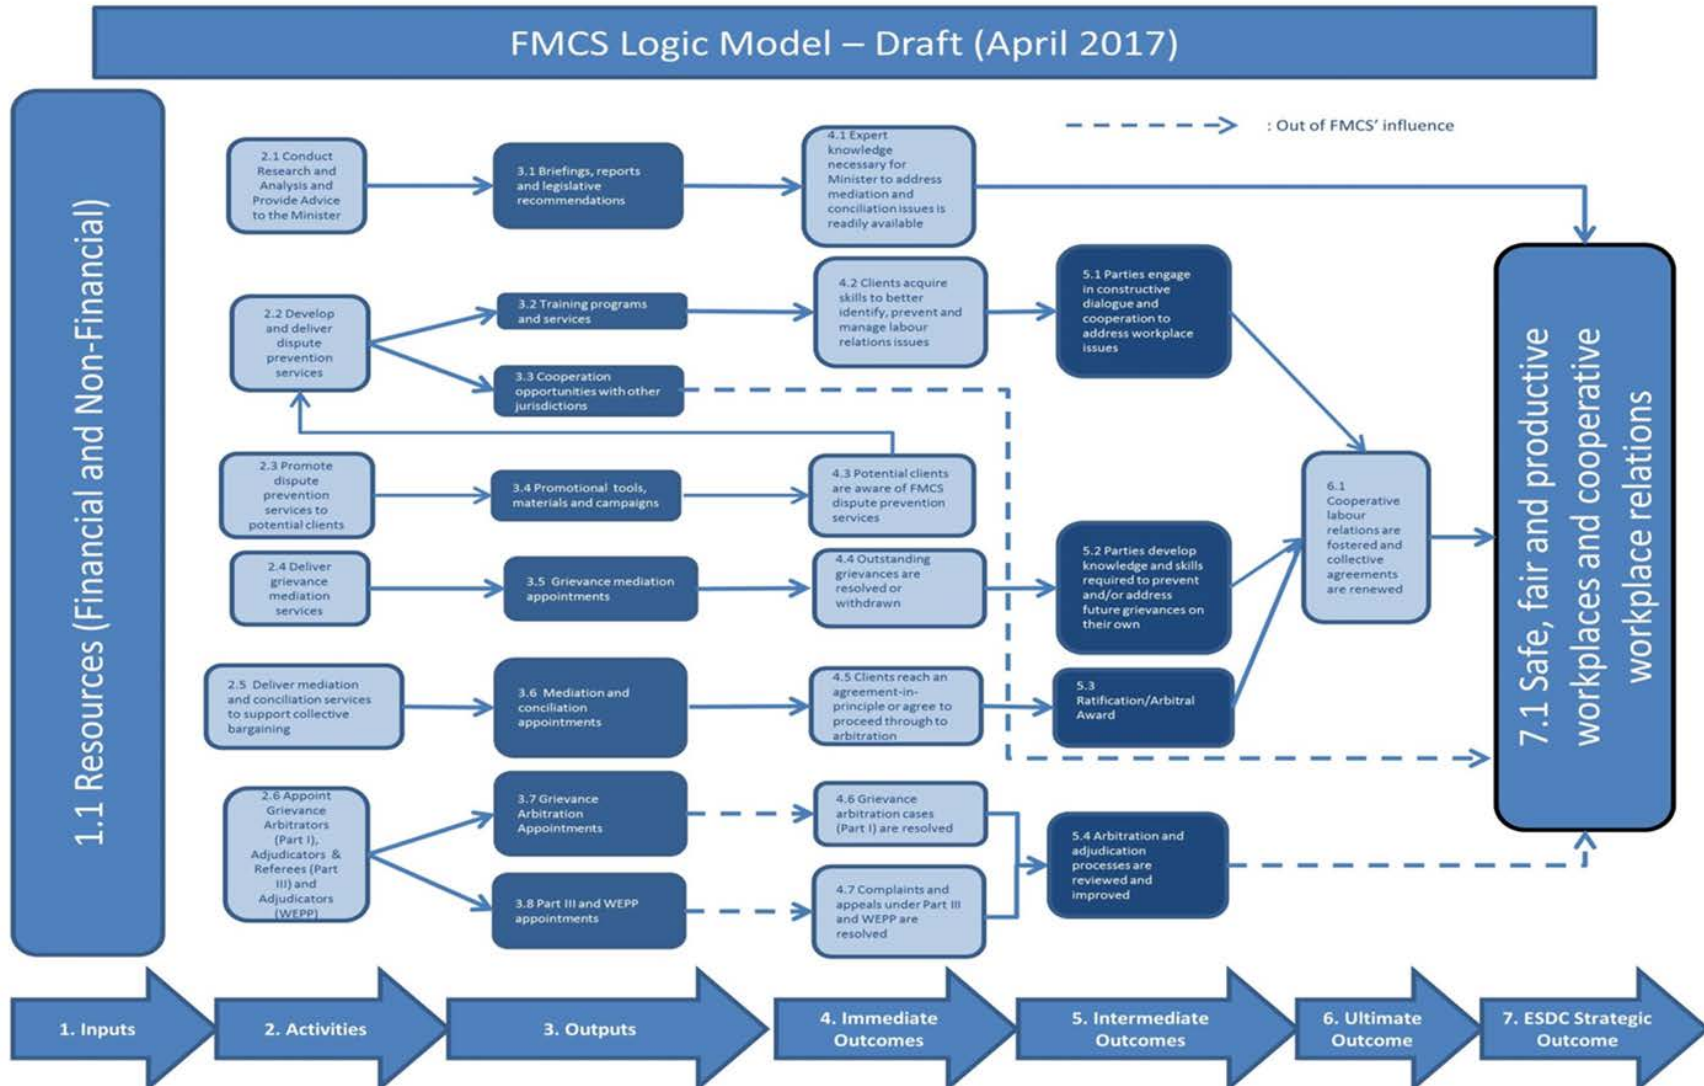 FMCS Logic Model – Draft (April 2017)
: Out of FMCS' influence
1.1 Resources (Financial and Non-Financial)
2.1 Conduct
Research and
Analysis and
Provide Advice
to the Minister
3.1 Briefings, reports
and legislative
recommendations
4.1 Expert
knowledge
necessary for
Minister to address
mediation and
conciliation issues is
readily available
2.2 Develop
and deliver
dispute
prevention
services
3.2 Training programs
and services
3.3 Cooperation
opportunities with other
jurisdictions
4.2 Clients acquire
skills to better
identify, prevent and
manage labour
relations issues
5.1 Parties engage
in constructive
dialogue and
cooperation to
address workplace
issues
2.3 Promote
dispute
prevention
services to
potential clients
3.4 Promotional tools,
materials and campaigns
4.3 Potential clients
are aware of FMCS
dispute prevention
services
2.4 Deliver
grievance
mediation
services
3.5 Grievance mediation
appointments
4.4 Outstanding
grievances are
resolved or
withdrawn
5.2 Parties develop
knowledge and skills
required to prevent
and/or address
future grievances on
their own
6.1
Cooperative
labour
relations are
fostered and
collective
agreements
are renewed
2.5 Deliver mediation
and conciliation services
to support collective
bargaining
3.6 Mediation and
conciliation
appointments
4.5 Clients reach an
agreement-in-
principle or agree to
proceed through to
arbitration
5.3
Ratification/Arbitral
Award
2.6 Appoint
Grievance
Arbitrators
(Part I),
Adjudicators &
Referees (Part
III) and
Adjudicators
(WEPP)
3.7 Grievance
Arbitration
Appointments
3.8 Part III and WEPP
appointments
4.6 Grievance
arbitration cases
(Part I) are resolved
4.7 Complaints and
appeals under Part III
and WEPP are
resolved
5.4 Arbitration and
adjudication
processes are
reviewed and
improved
7.1 Safe, fair and productive
workplaces and cooperative
workplace relations
1. Inputs
2. Activities
3. Outputs
4. Immediate
Outcomes
5. Intermediate
Outcomes
6. Ultimate
Outcome
7. ESDC Strategic
Outcome